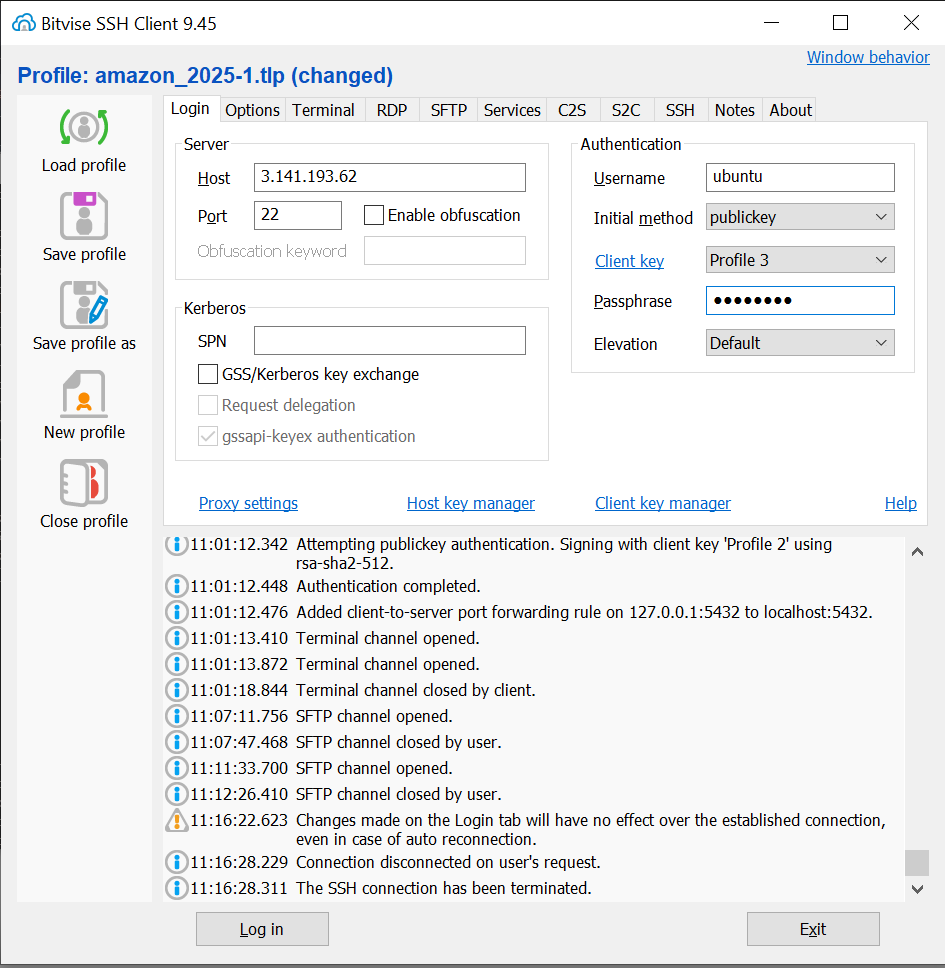 Bitvise SSH Client 9.45
Window behavior
Profile: amazon_2025-1.tlp (changed)
Load profile
Save profile
Save profile as
New profile
Close profile
Login Options Terminal RDP SFTP Services C2S S2C SSH Notes About
Server
Host 3.141.193.62
Port 22 Enable obfuscation
Obfuscation keyword
Kerberos
SPN
GSS/Kerberos key exchange
Request delegation
gssapi-keyex authentication
Authentication
Username ubuntu
Initial method publickey
Client key Profile 3
Passphrase ●●●●●●●●
Elevation Default
Proxy settings Host key manager Client key manager Help
11:01:12.342 Attempting publickey authentication. Signing with client key 'Profile 2' using
rsa-sha2-512.
11:01:12.448 Authentication completed.
11:01:12.476 Added client-to-server port forwarding rule on 127.0.0.1:5432 to localhost:5432.
11:01:13.410 Terminal channel opened.
11:01:13.872 Terminal channel opened.
11:01:18.844 Terminal channel closed by client.
11:07:11.756 SFTP channel opened.
11:07:47.468 SFTP channel closed by user.
11:11:33.700 SFTP channel opened.
11:12:26.410 SFTP channel closed by user.
11:16:22.623 Changes made on the Login tab will have no effect over the established connection,
even in case of auto reconnection.
11:16:28.229 Connection disconnected on user's request.
11:16:28.311 The SSH connection has been terminated.
Log in Exit